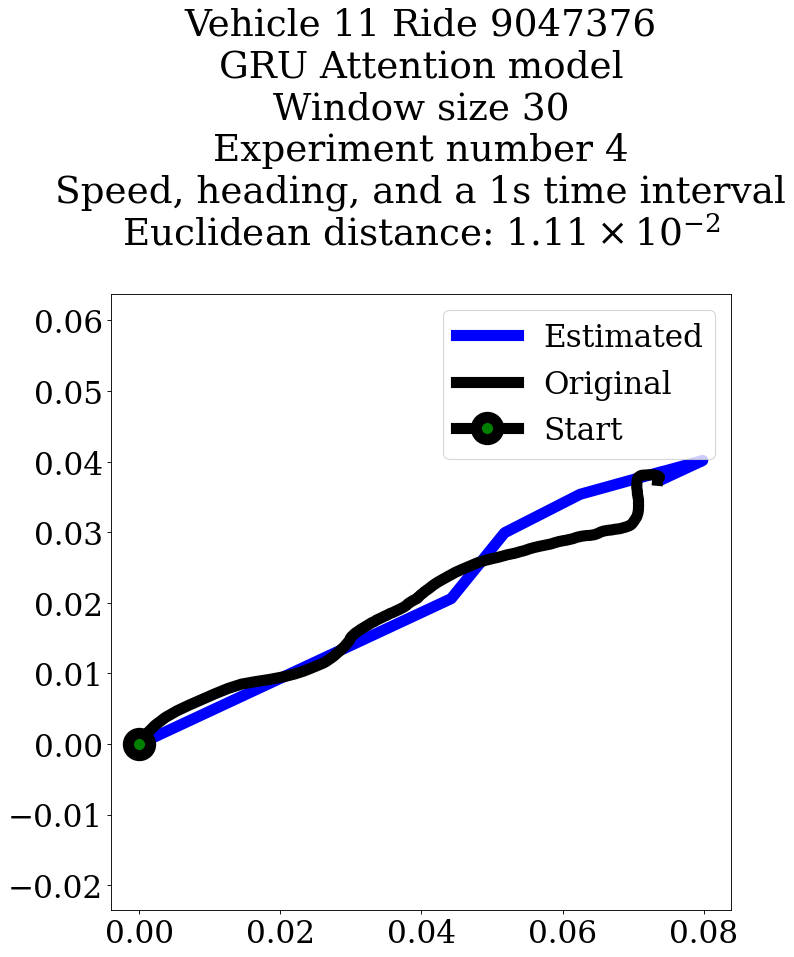 Vehicle 11 Ride 9047376
GRU Attention model
Window size 30
Experiment number 4
Speed, heading, and a 1s time interval
Euclidean distance: 1.11 × 10⁻²
Estimated
Original
Start
0.06
0.05
0.04
0.03
0.02
0.01
0.00
−0.01
−0.02
0.00 0.02 0.04 0.06 0.08